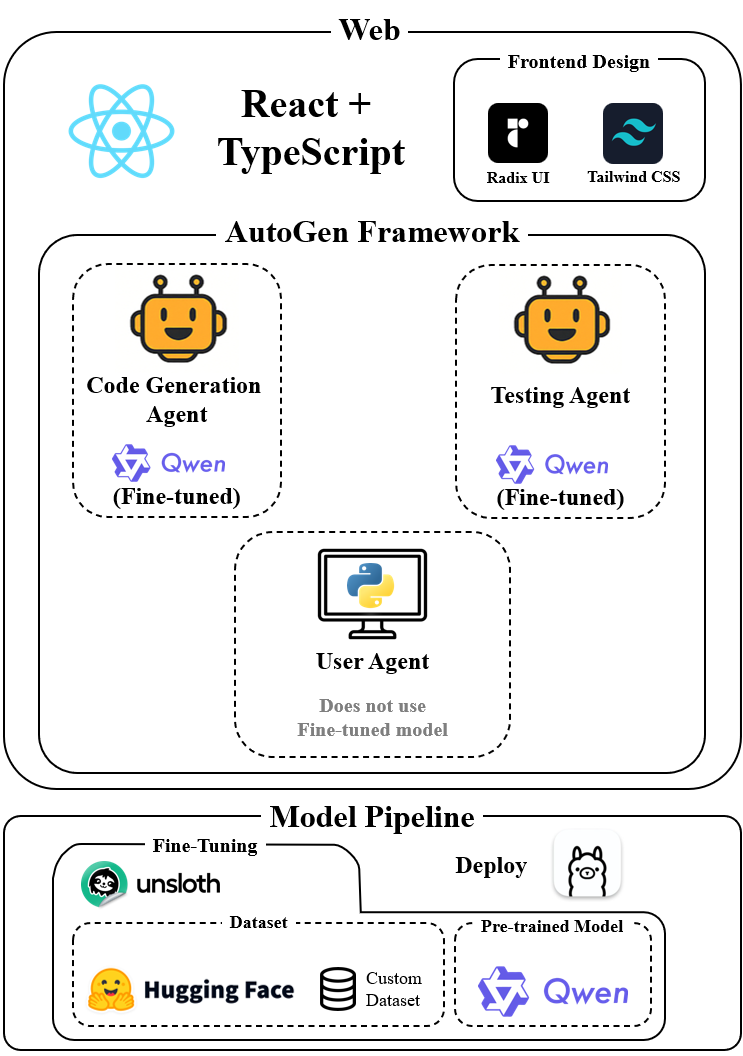 Web
React +
TypeScript
Frontend Design
Radix UI
Tailwind CSS
AutoGen Framework
Code Generation
Agent
Qwen
(Fine-tuned)
Testing Agent
Qwen
(Fine-tuned)
User Agent
Does not use
Fine-tuned model
Model Pipeline
Fine-Tuning
unsloth
Deploy
Dataset
Hugging Face
Custom
Dataset
Pre-trained Model
Qwen